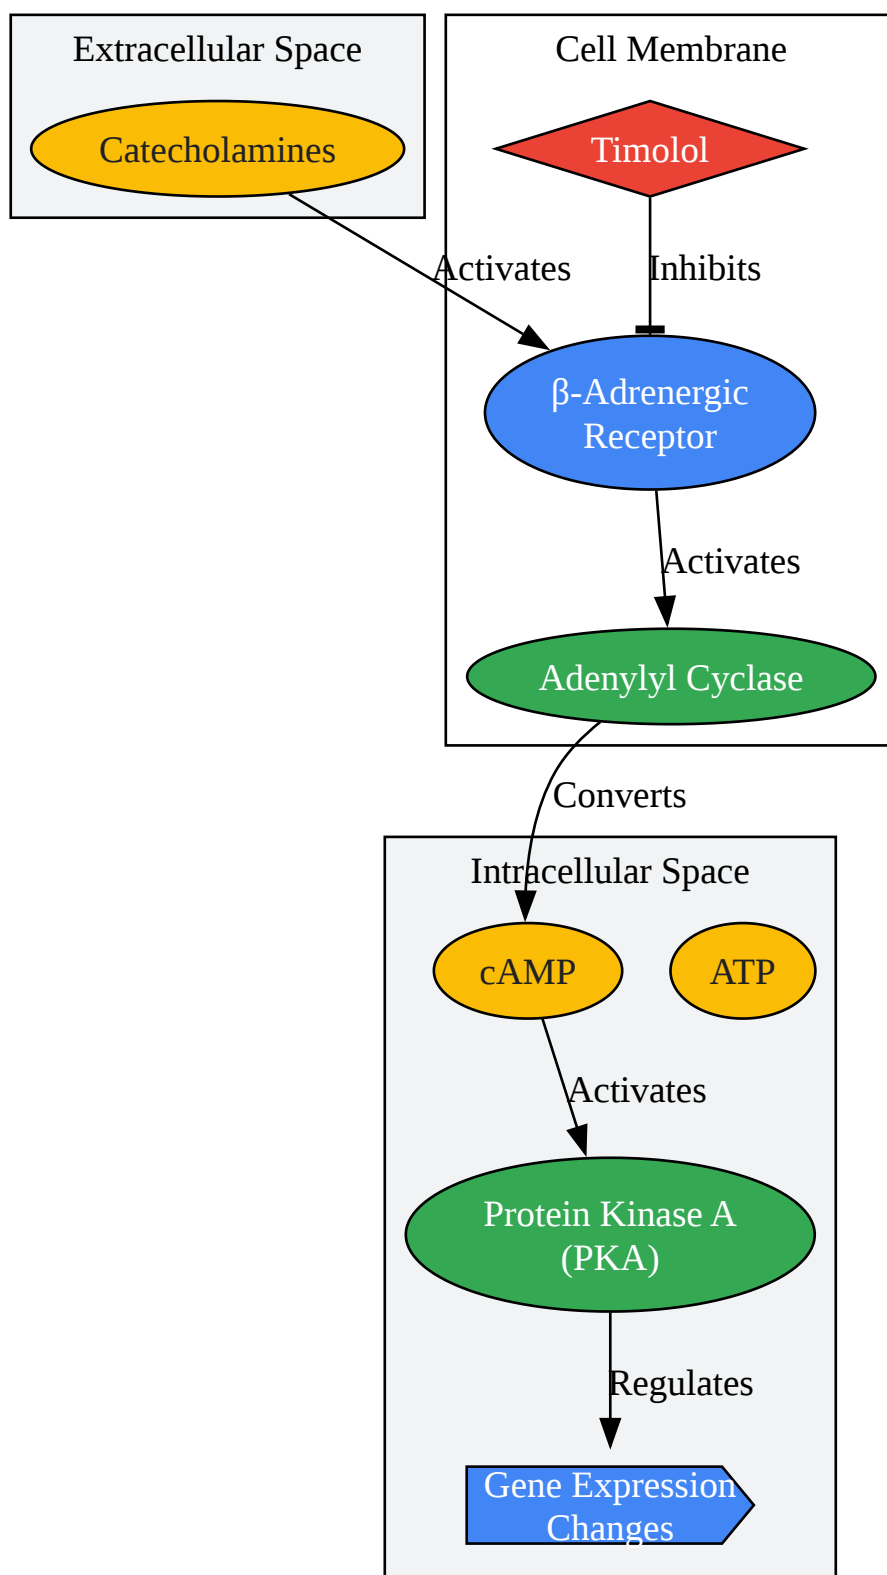 Extracellular Space
Cell Membrane
Catecholamines
Timolol
Activates
Inhibits
β-Adrenergic
Receptor
Activates
Adenylyl Cyclase
Converts
Intracellular Space
cAMP
ATP
Activates
Protein Kinase A
(PKA)
Regulates
Gene Expression
Changes